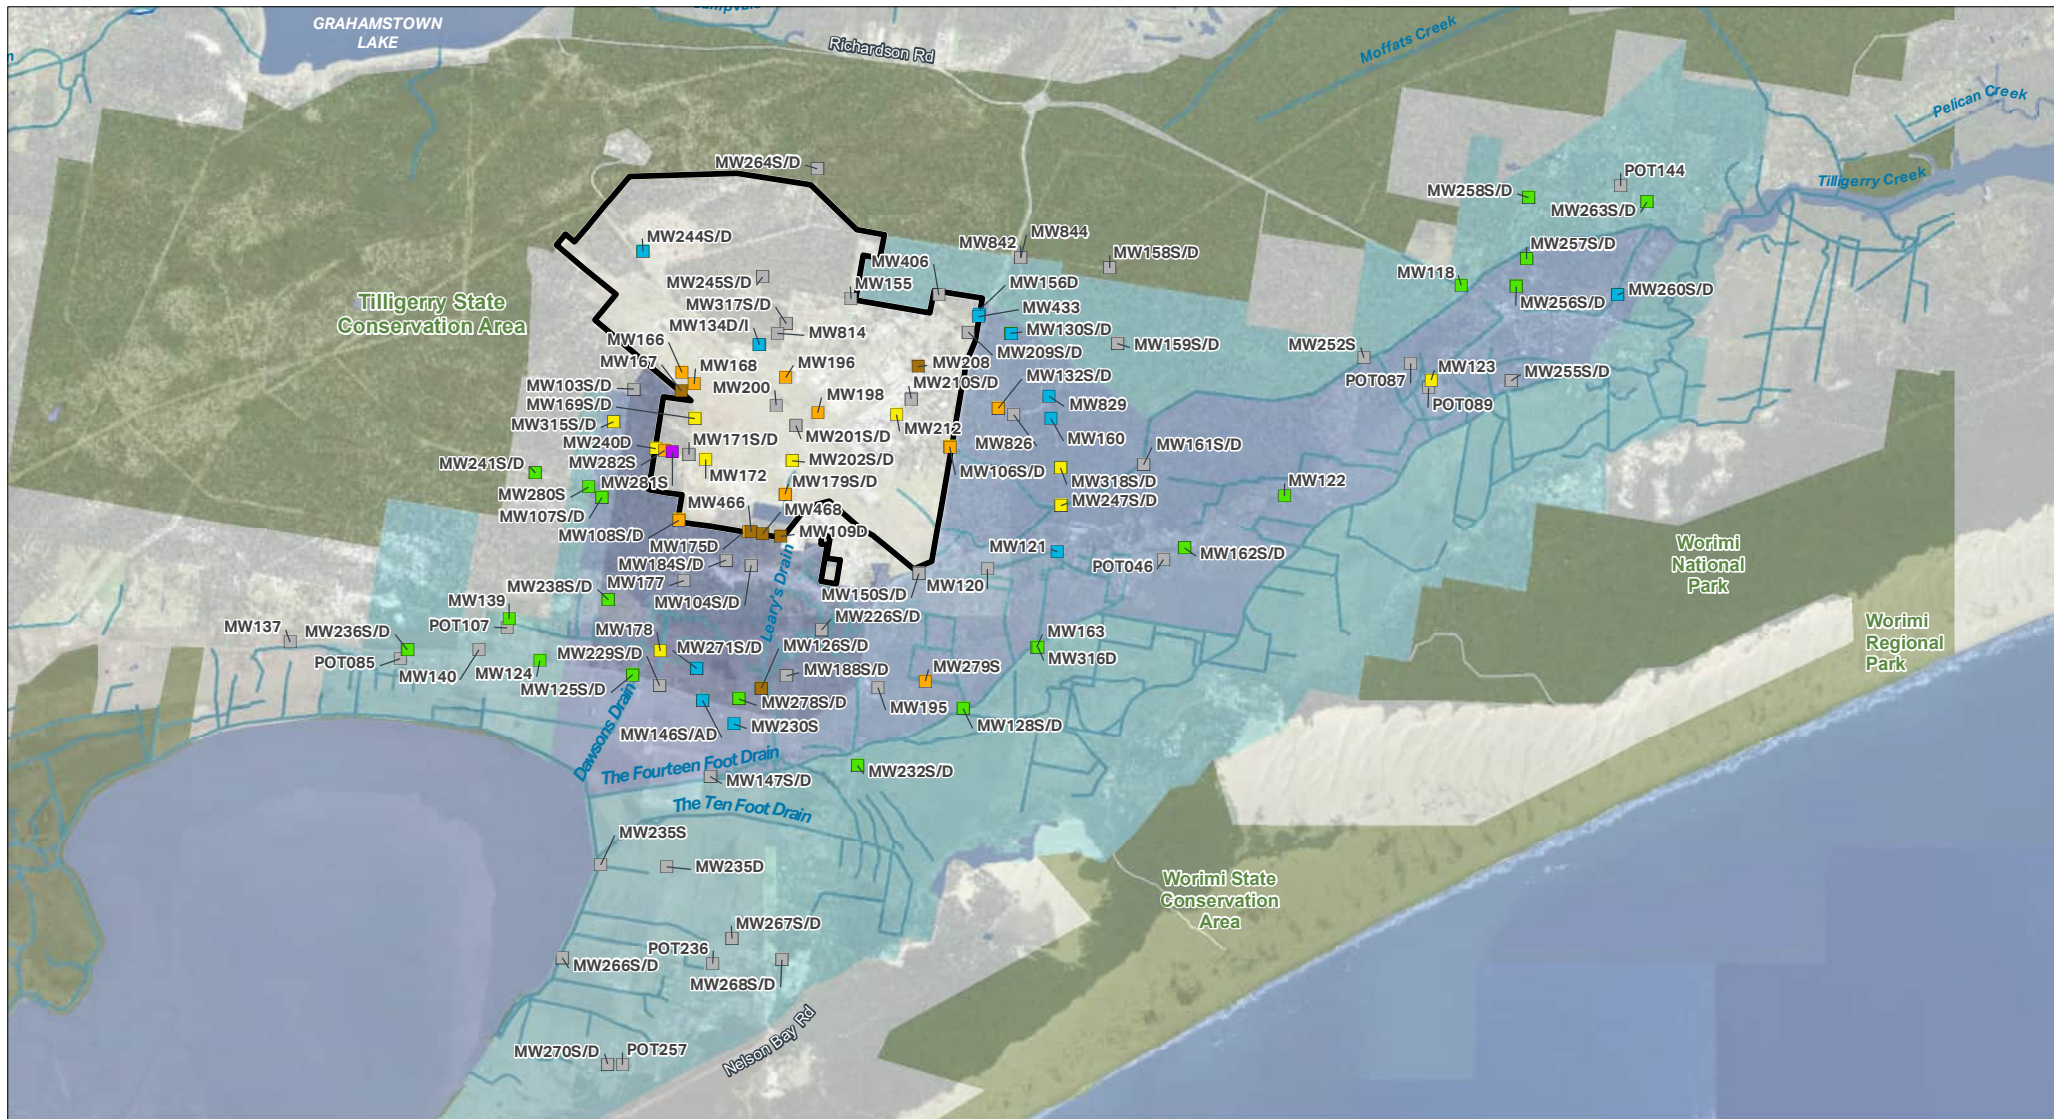 GRAHAMSTOWN
LAKE
Richardson Rd
Moffats Creek
Pelican Creek
Tilligerry Creek
MW264S/D
POT144
MW258S/D
MW263S/D
MW244S/D
MW842
MW844
MW158S/D
MW257S/D
MW406
MW118
MW245S/D
MW155
MW156D
MW256S/D
MW260S/D
Tilligerry State
Conservation Area
MW317S/D
MW433
MW134D/I
MW814
MW130S/D
MW166
MW209S/D
MW159S/D
MW252S
MW167
MW168
MW196
MW208
MW132S/D
POT087
MW123
MW255S/D
MW103S/D
MW200
MW210S/D
POT089
MW169S/D
MW198
MW829
MW315S/D
MW212
MW826
MW160
MW240D
MW171S/D
MW201S/D
MW161S/D
MW241S/D
MW282S
MW172
MW202S/D
MW106S/D
MW281S
MW179S/D
MW318S/D
MW280S
MW122
MW107S/D
MW466
MW468
MW247S/D
MW108S/D
MW109D
MW175D
MW121
MW162S/D
MW184S/D
POT046
Worimi
National
Park
MW238S/D
MW177
MW120
MW104S/D
MW150S/D
Leary's Drain
MW139
POT107
MW137
MW236S/D
MW178
MW226S/D
MW163
Worimi
Regional
Park
POT085
MW140
MW124
MW229S/D
MW271S/D
MW126S/D
MW316D
MW125S/D
MW188S/D
MW279S
MW278S/D
MW195
MW128S/D
Dawsons Drain
MW146S/AD
MW230S
The Fourteen Foot Drain
MW147S/D
MW232S/D
The Ten Foot Drain
MW235S
MW235D
Worimi State
Conservation
Area
MW267S/D
POT236
MW266S/D
MW268S/D
Nelson Bay Rd
MW270S/D
POT257